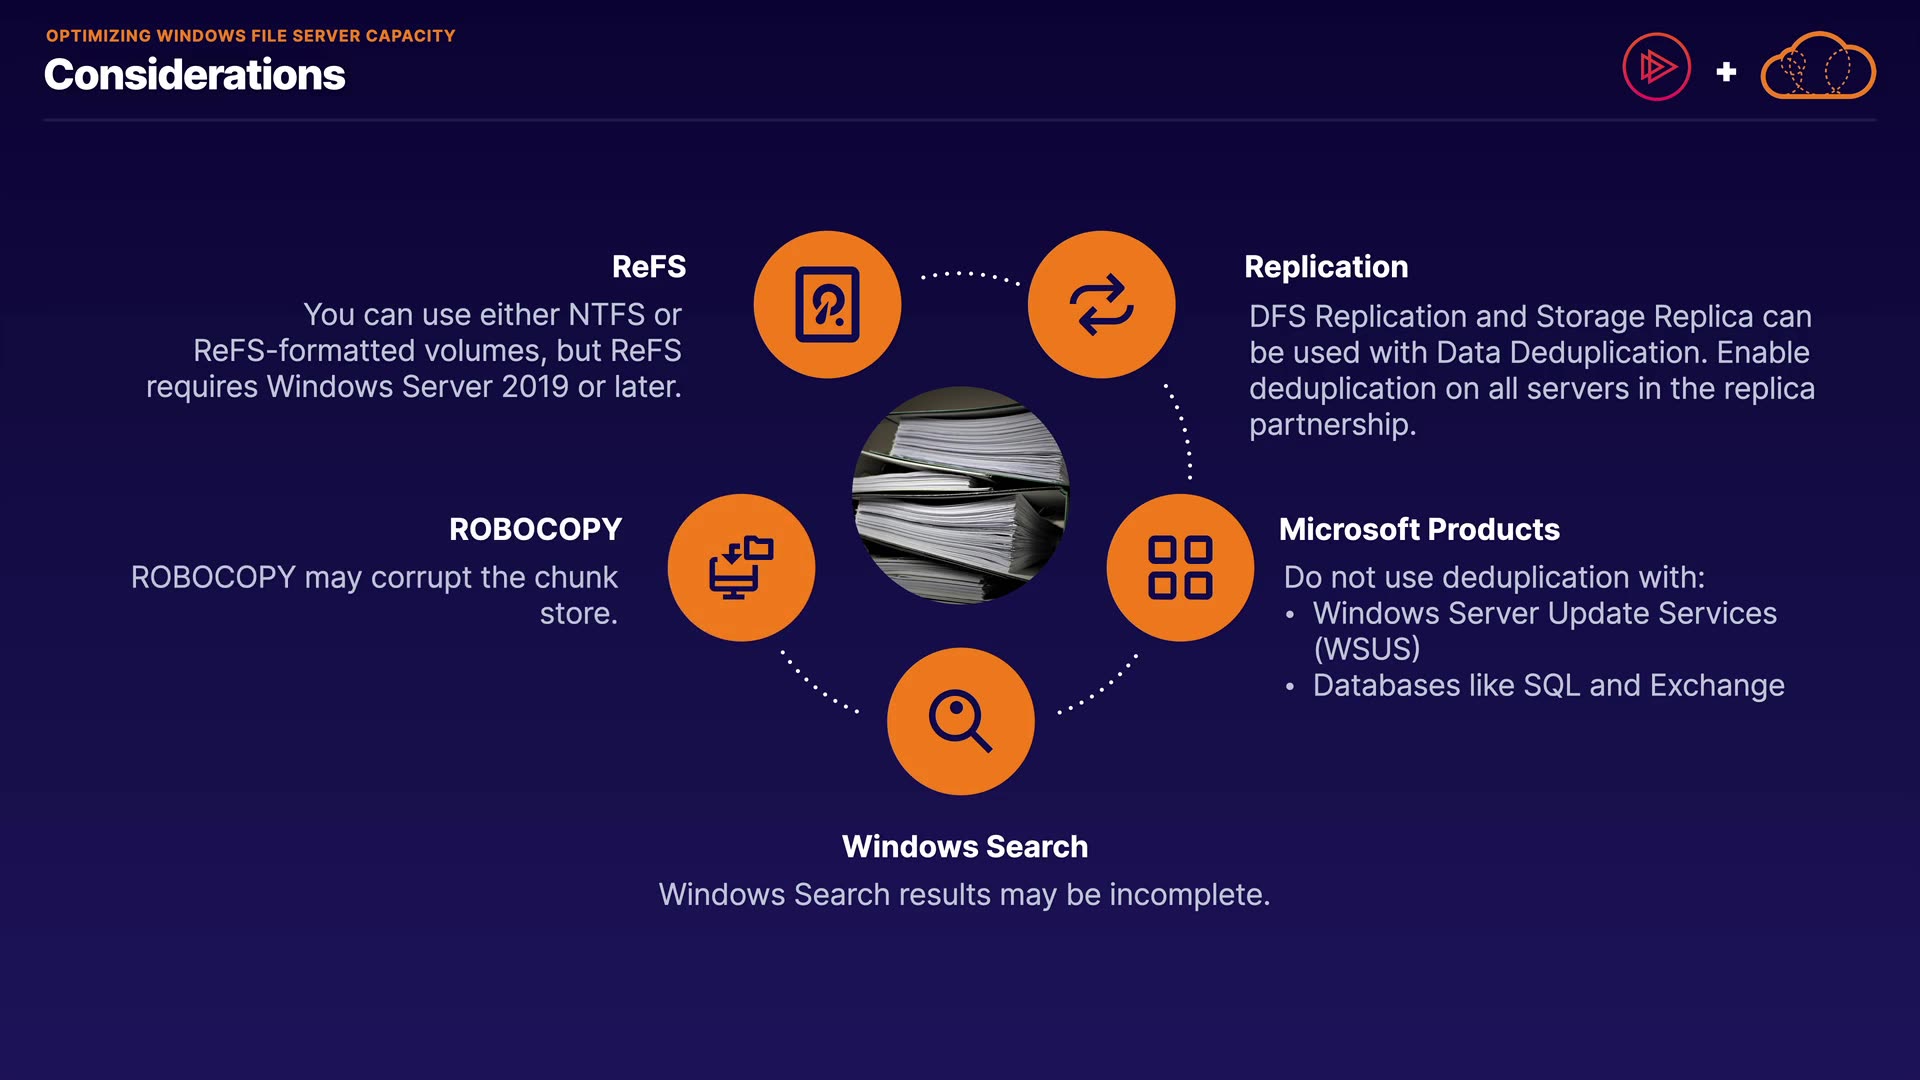 OPTIMIZING WINDOWS FILE SERVER CAPACITY
Considerations
ReFS
You can use either NTFS or
ReFS-formatted volumes, but ReFS
requires Windows Server 2019 or later.
Replication
DFS Replication and Storage Replica can
be used with Data Deduplication. Enable
deduplication on all servers in the replica
partnership.
ROBOCOPY
ROBOCOPY may corrupt the chunk
store.
Microsoft Products
Do not use deduplication with:
• Windows Server Update Services
(WSUS)
• Databases like SQL and Exchange
Windows Search
Windows Search results may be incomplete.